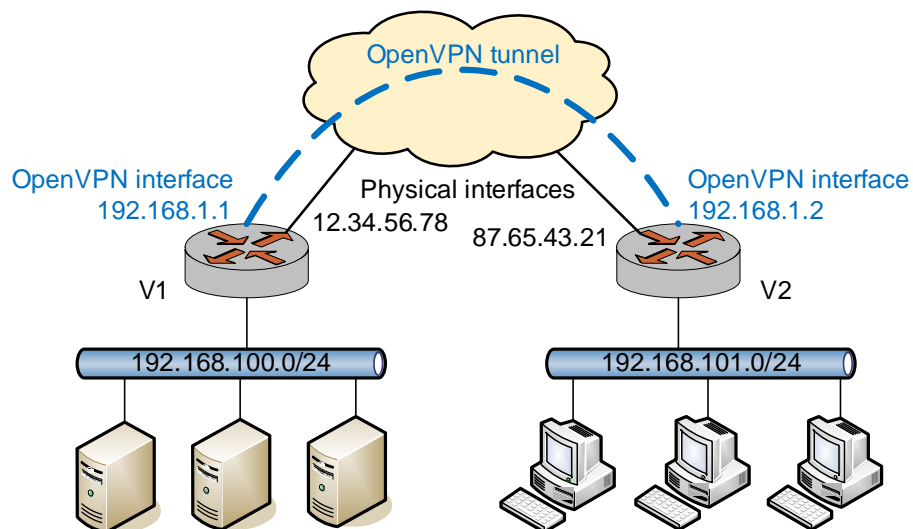 OpenVPN tunnel
OpenVPN interface
192.168.1.1
Physical interfaces
12.34.56.78
87.65.43.21
OpenVPN interface
192.168.1.2
V1
V2
192.168.100.0/24
192.168.101.0/24